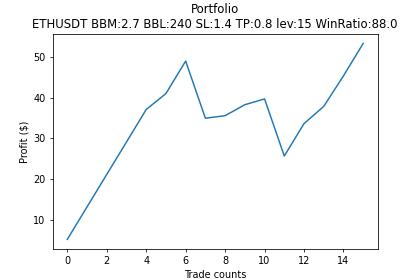 Portfolio
ETHUSDT BBM:2.7 BBL:240 SL:1.4 TP:0.8 lev:15 WinRatio:88.0
50
40
30
20
10
Profit ($)
0 2 4 6 8 10 12 14
Trade counts